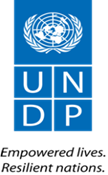 U N
D P
Empowered lives.
Resilient nations.